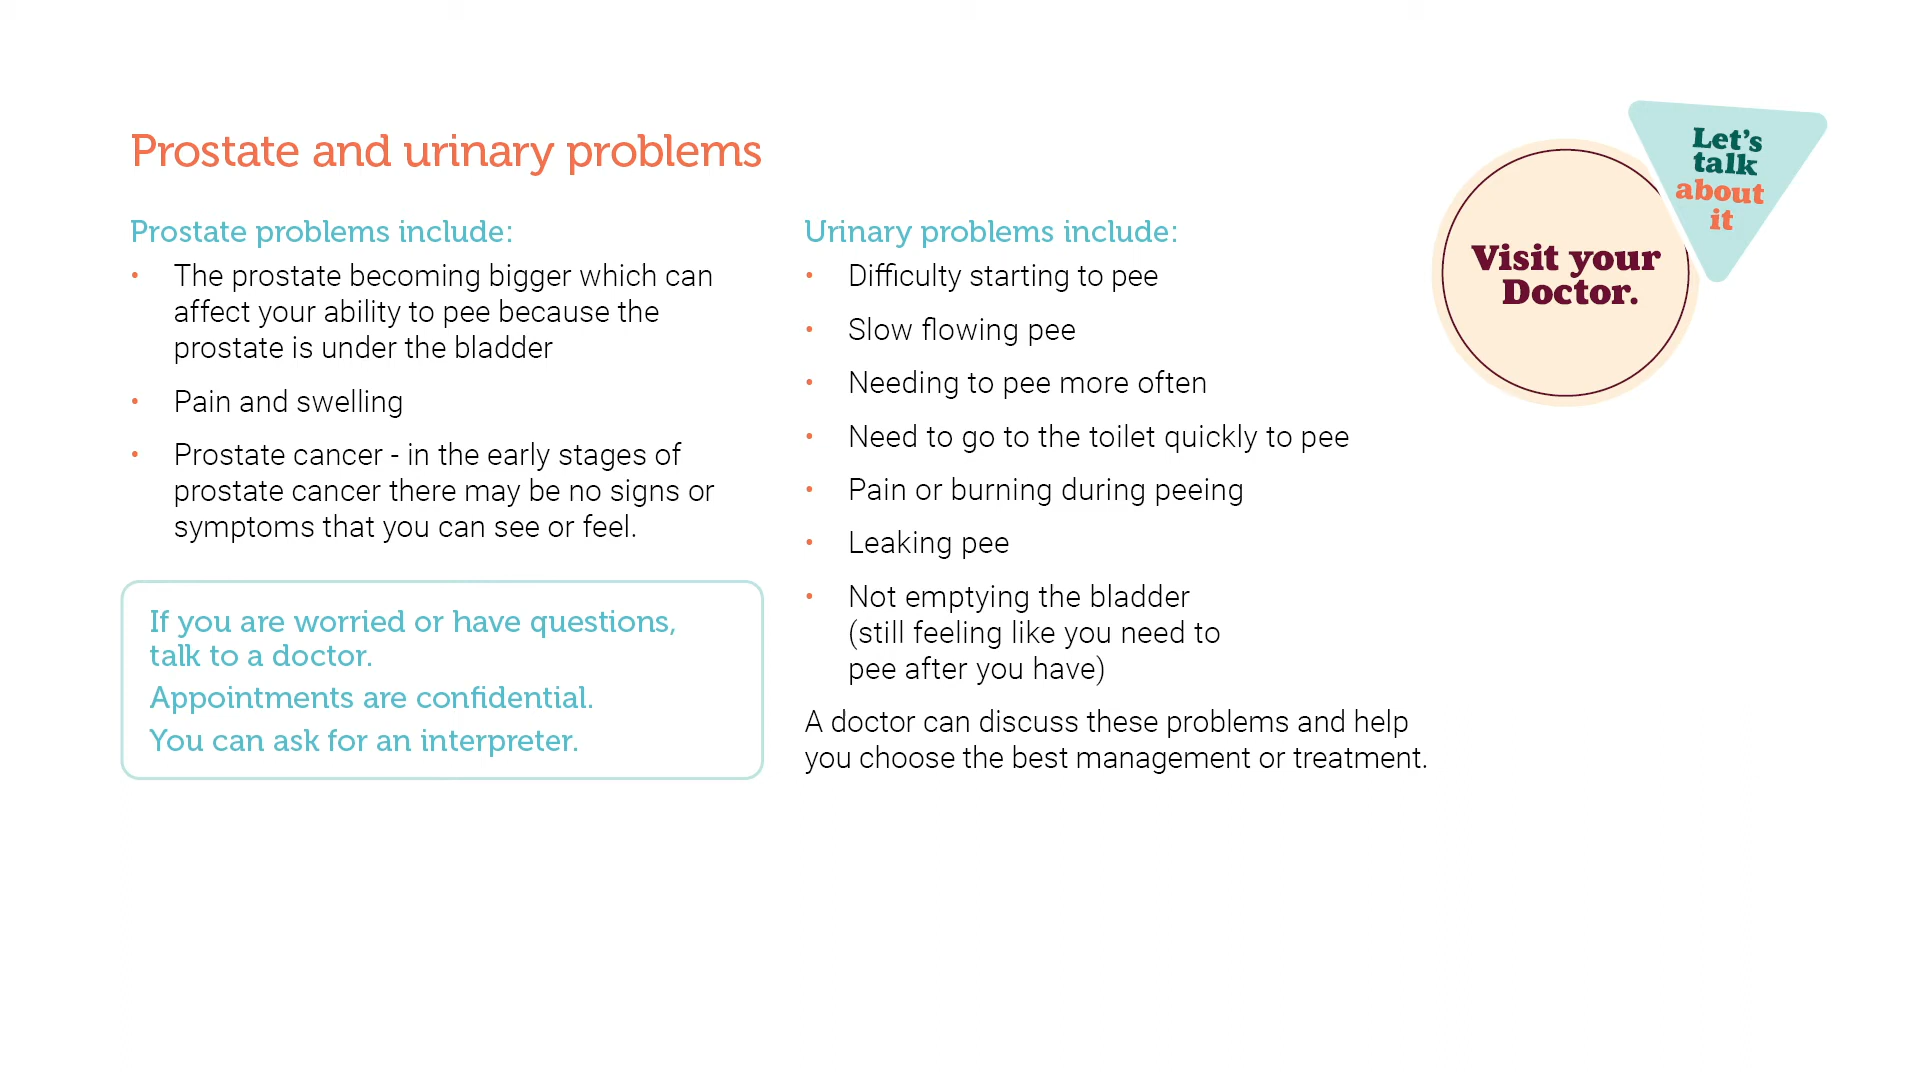 Prostate and urinary problems
Prostate problems include:
• The prostate becoming bigger which can
affect your ability to pee because the
prostate is under the bladder
• Pain and swelling
• Prostate cancer - in the early stages of
prostate cancer there may be no signs or
symptoms that you can see or feel.
If you are worried or have questions,
talk to a doctor.
Appointments are confidential.
You can ask for an interpreter.
Urinary problems include:
• Difficulty starting to pee
• Slow flowing pee
• Needing to pee more often
• Need to go to the toilet quickly to pee
• Pain or burning during peeing
• Leaking pee
• Not emptying the bladder
(still feeling like you need to
pee after you have)
A doctor can discuss these problems and help
you choose the best management or treatment.
Visit your
Doctor.
Let's
talk
about
it